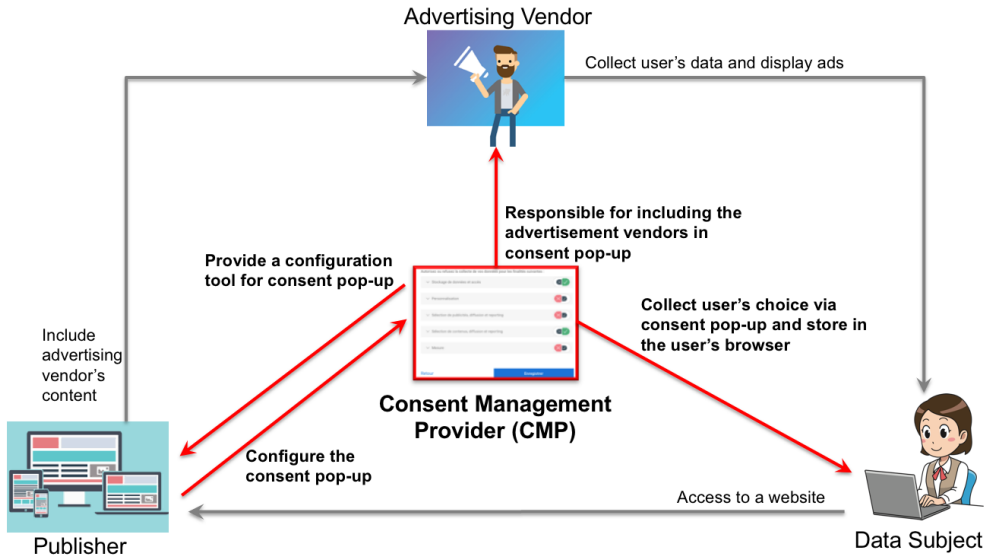 Advertising Vendor
Collect user's data and display ads
Responsible for including the
advertisement vendors in
consent pop-up
Provide a configuration
tool for consent pop-up
Collect user's choice via
consent pop-up and store in
the user's browser
Include
advertising
vendor's
content
Consent Management
Provider (CMP)
Configure the
consent pop-up
Access to a website
Publisher
Data Subject